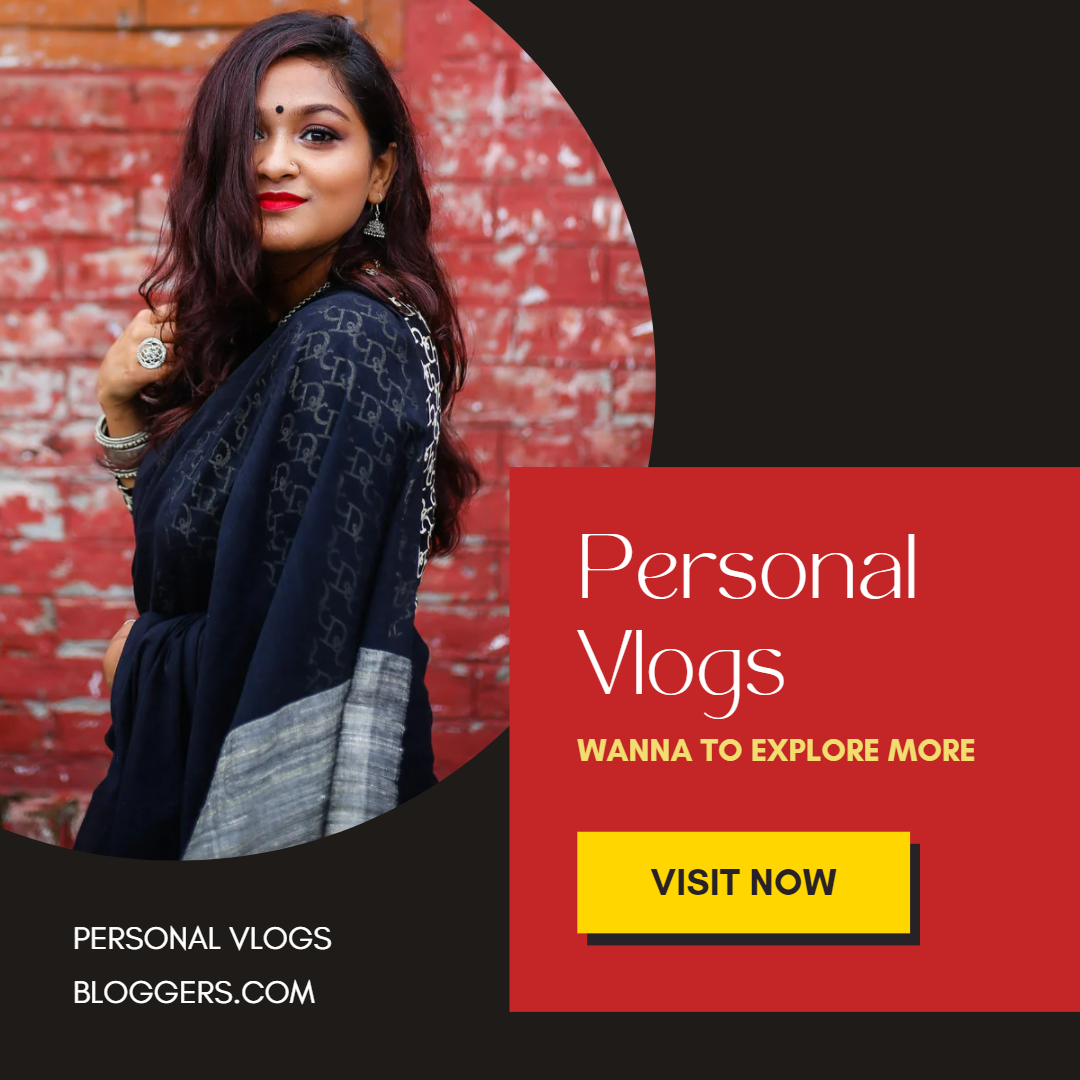 Personal
Vlogs
WANNA TO EXPLORE MORE
VISIT NOW
PERSONAL VLOGS
BLOGGERS.COM